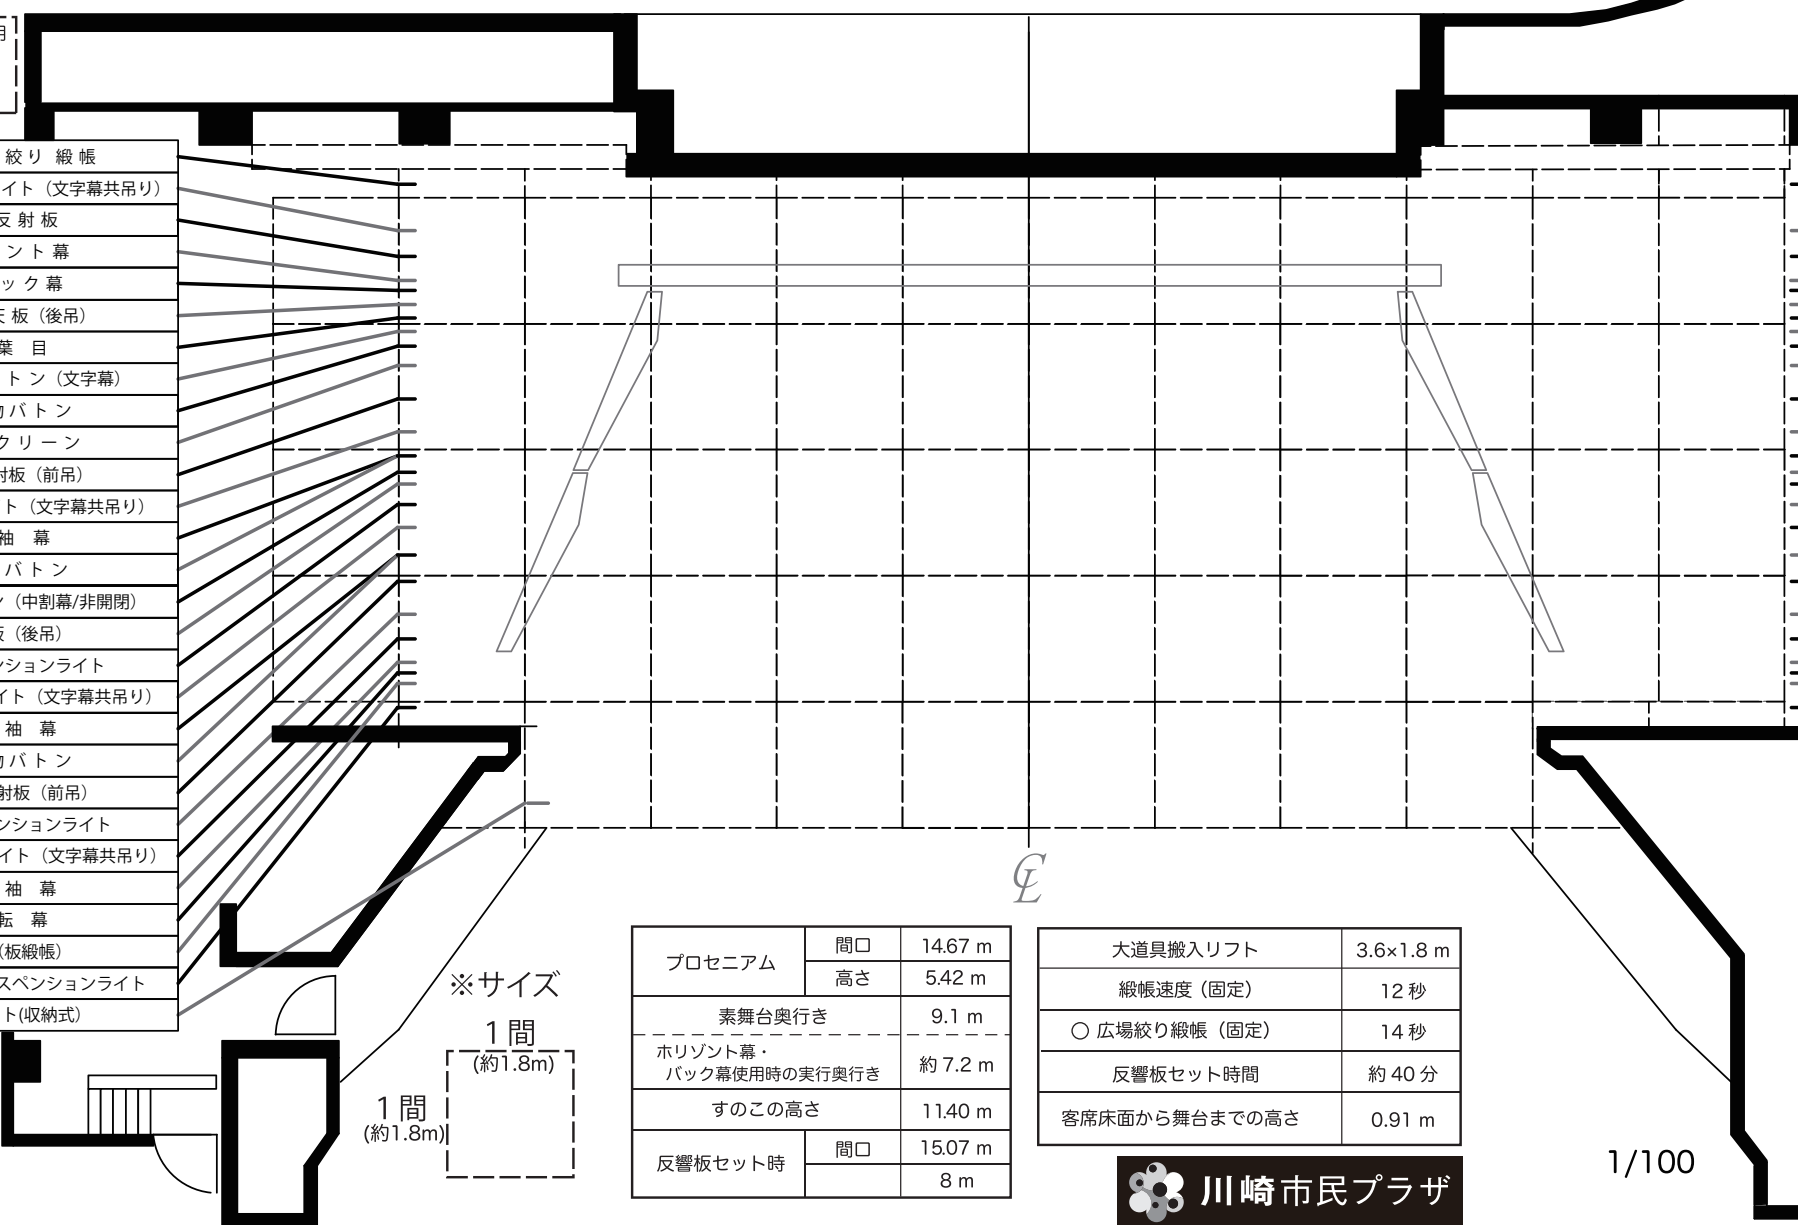 用
絞り 緞帳
イト（文字幕共吊り）
反射板
ント幕
ック幕
天板（後吊）
葉 目
トン（文字幕）
物バトン
クリーン
射板（前吊）
ト（文字幕共吊り）
袖 幕
バトン
ン（中割幕/非開閉）
板（後吊）
ンションライト
イト（文字幕共吊り）
袖 幕
物バトン
射板（前吊）
ンションライト
イト（文字幕共吊り）
袖 幕
転 幕
(板緞帳)
スペンションライト
ト(収納式)
℄
※サイズ
1間
(約1.8m)
1間
(約1.8m)
プロセニアム 間口 14.67 m
高さ 5.42 m
素舞台奥行き 9.1 m
ホリゾント幕・
バック幕使用時の実行奥行き 約 7.2 m
すのこの高さ 11.40 m
反響板セット時 間口 15.07 m
8 m
大道具搬入リフト 3.6×1.8 m
緞帳速度（固定） 12 秒
○ 広場絞り緞帳（固定） 14 秒
反響板セット時間 約 40 分
客席床面から舞台までの高さ 0.91 m
川崎市民プラザ
1/100